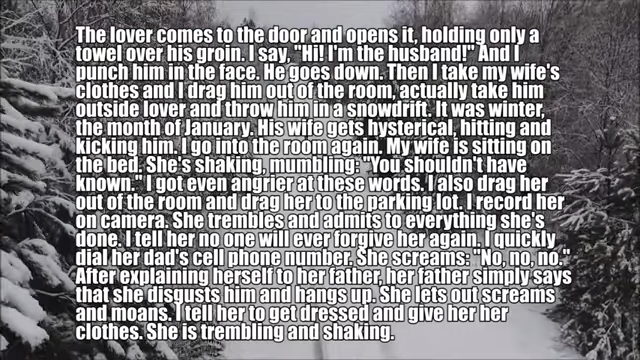 The lover comes to the door and opens it, holding only a
towel over his groin. I say, "Hi! I'm the husband!" And I
punch him in the face. He goes down. Then I take my wife's
clothes and I drag him out of the room, actually take him
outside lover and throw him in a snowdrift. It was winter,
the month of January. His wife gets hysterical, hitting and
kicking him. I go into the room again. My wife is sitting on
the bed. She's shaking, mumbling: "You shouldn't have
known." I got even angrier at these words. I also drag her
out of the room and drag her to the parking lot. I record her
on camera. She trembles and admits to everything she's
done. I tell her no one will ever forgive her again. I quickly
dial her dad's cell phone number. She screams: "No, no, no."
After explaining herself to her father, her father simply says
that she disgusts him and hangs up. She lets out screams
and moans. I tell her to get dressed and give her her
clothes. She is trembling and shaking.